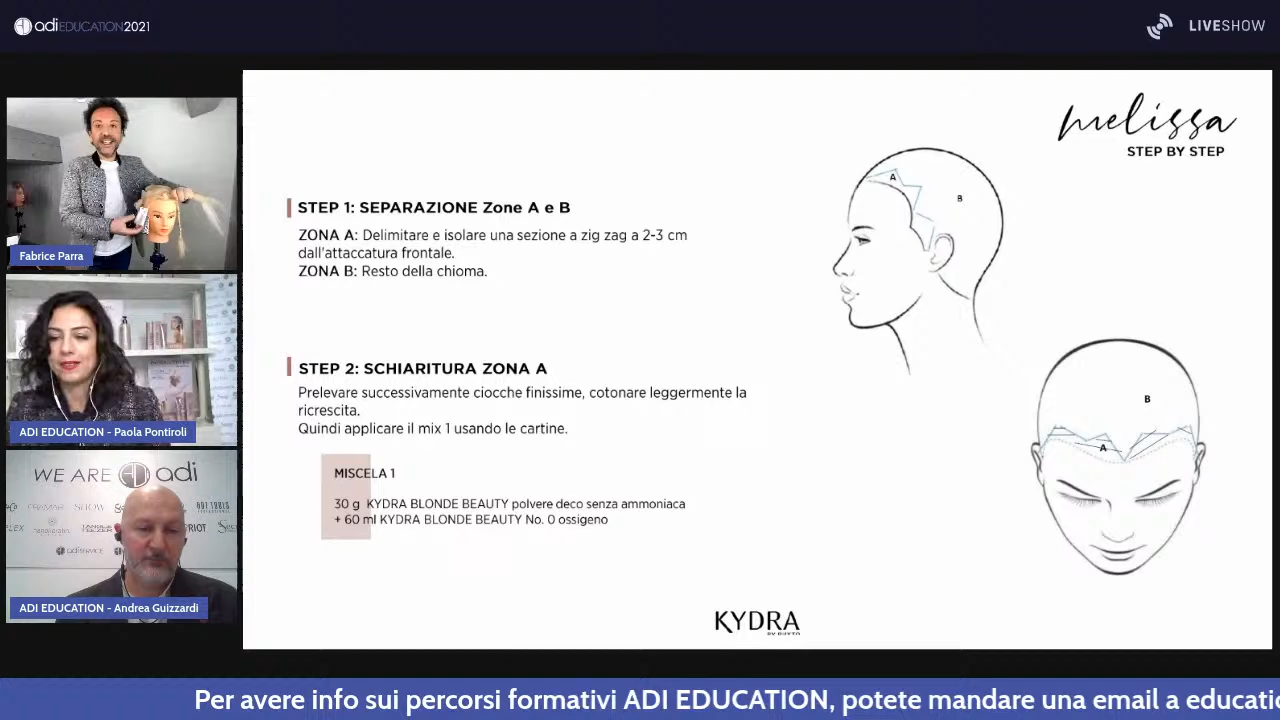 adi EDUCATION 2021
LIVESHOW
melissa
STEP BY STEP
STEP 1: SEPARAZIONE Zone A e B
ZONA A: Delimitare e isolare una sezione a zig zag a 2-3 cm
dall'attaccatura frontale.
ZONA B: Resto della chioma.
A
B
STEP 2: SCHIARITURA ZONA A
Prelevare successivamente ciocche finissime, cotonare leggermente la
ricrescita.
Quindi applicare il mix 1 usando le cartine.
MISCELA 1
30 g KYDRA BLONDE BEAUTY polvere deco senza ammoniaca
+ 60 ml KYDRA BLONDE BEAUTY No. 0 ossigeno
B
A
KYDRA
BY PHYTO
Fabrice Parra
ADI EDUCATION - Paola Pontiroli
WE ARE adi
ADI EDUCATION - Andrea Guizzardi
Per avere info sui percorsi formativi ADI EDUCATION, potete mandare una email a educati